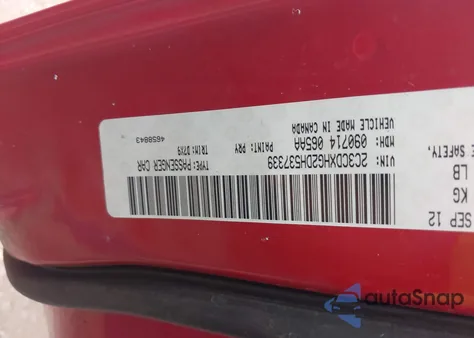 SEP 12
KG
LB
E SAFETY.
VIN: 2C3CDXHG2DH537339 TYPE: PASSENGER CAR
MDH: 090714 065AA PAINT: PRY TRIM: D7X9
VEHICLE MADE IN CANADA 4658843
autoSnap